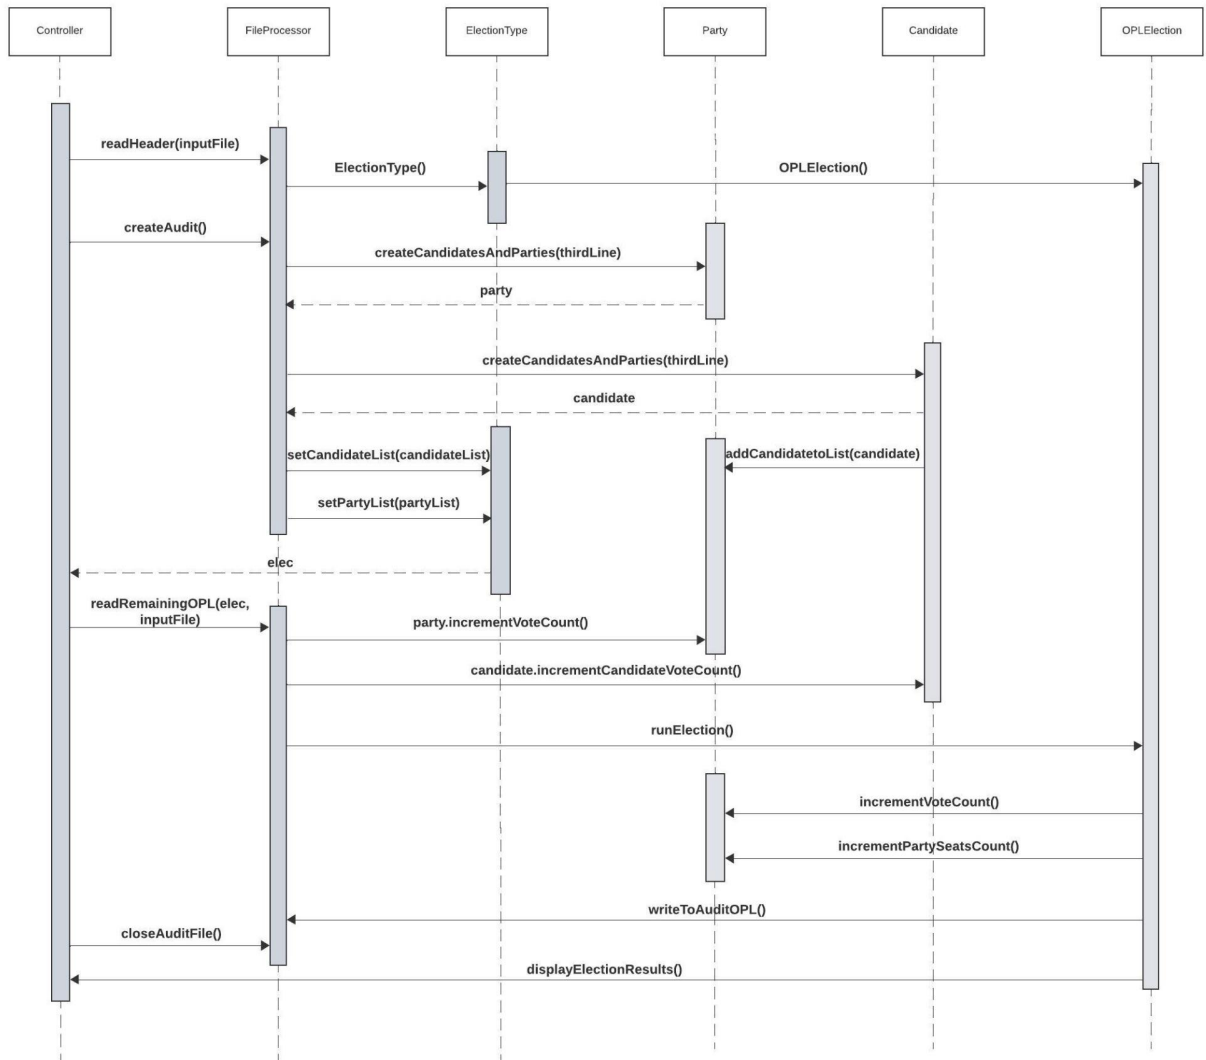 Controller
FileProcessor
ElectionType
Party
Candidate
OPLElection
readHeader(inputFile)
ElectionType()
OPLElection()
createAudit()
createCandidatesAndParties(thirdLine)
party
createCandidatesAndParties(thirdLine)
candidate
setCandidateList(candidateList)
addCandidatetoList(candidate)
setPartyList(partyList)
elec
readRemainingOPL(elec,
inputFile)
party.incrementVoteCount()
candidate.incrementCandidateVoteCount()
runElection()
incrementVoteCount()
incrementPartySeatsCount()
writeToAuditOPL()
closeAuditFile()
displayElectionResults()